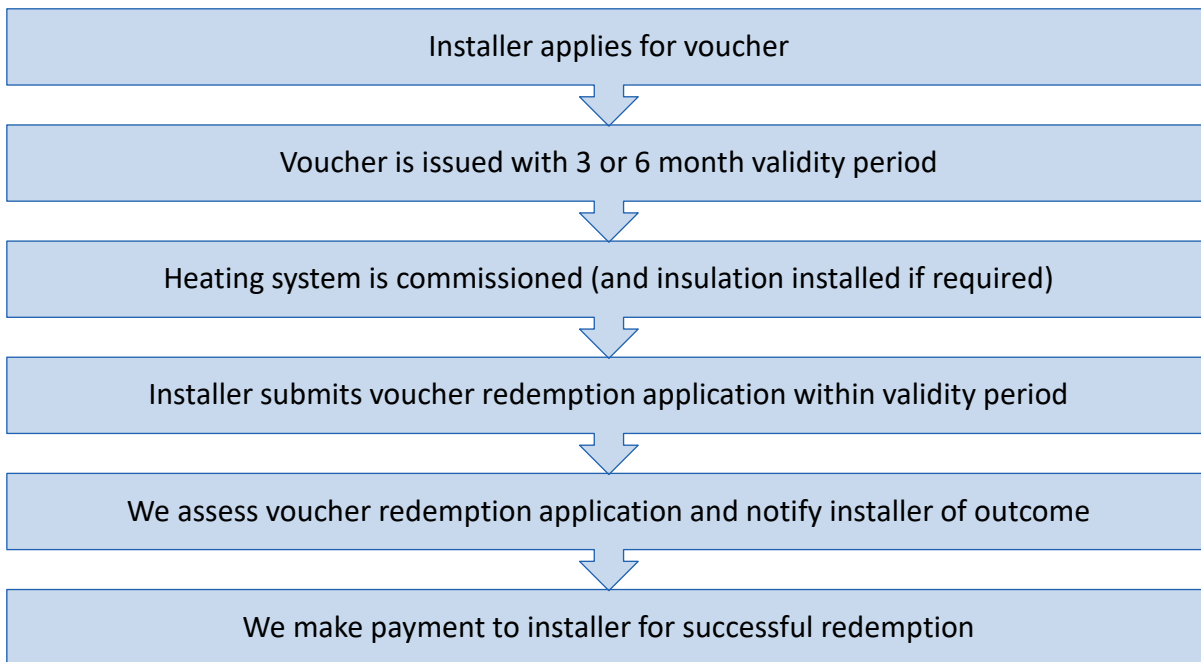 Installer applies for voucher
Voucher is issued with 3 or 6 month validity period
Heating system is commissioned (and insulation installed if required)
Installer submits voucher redemption application within validity period
We assess voucher redemption application and notify installer of outcome
We make payment to installer for successful redemption